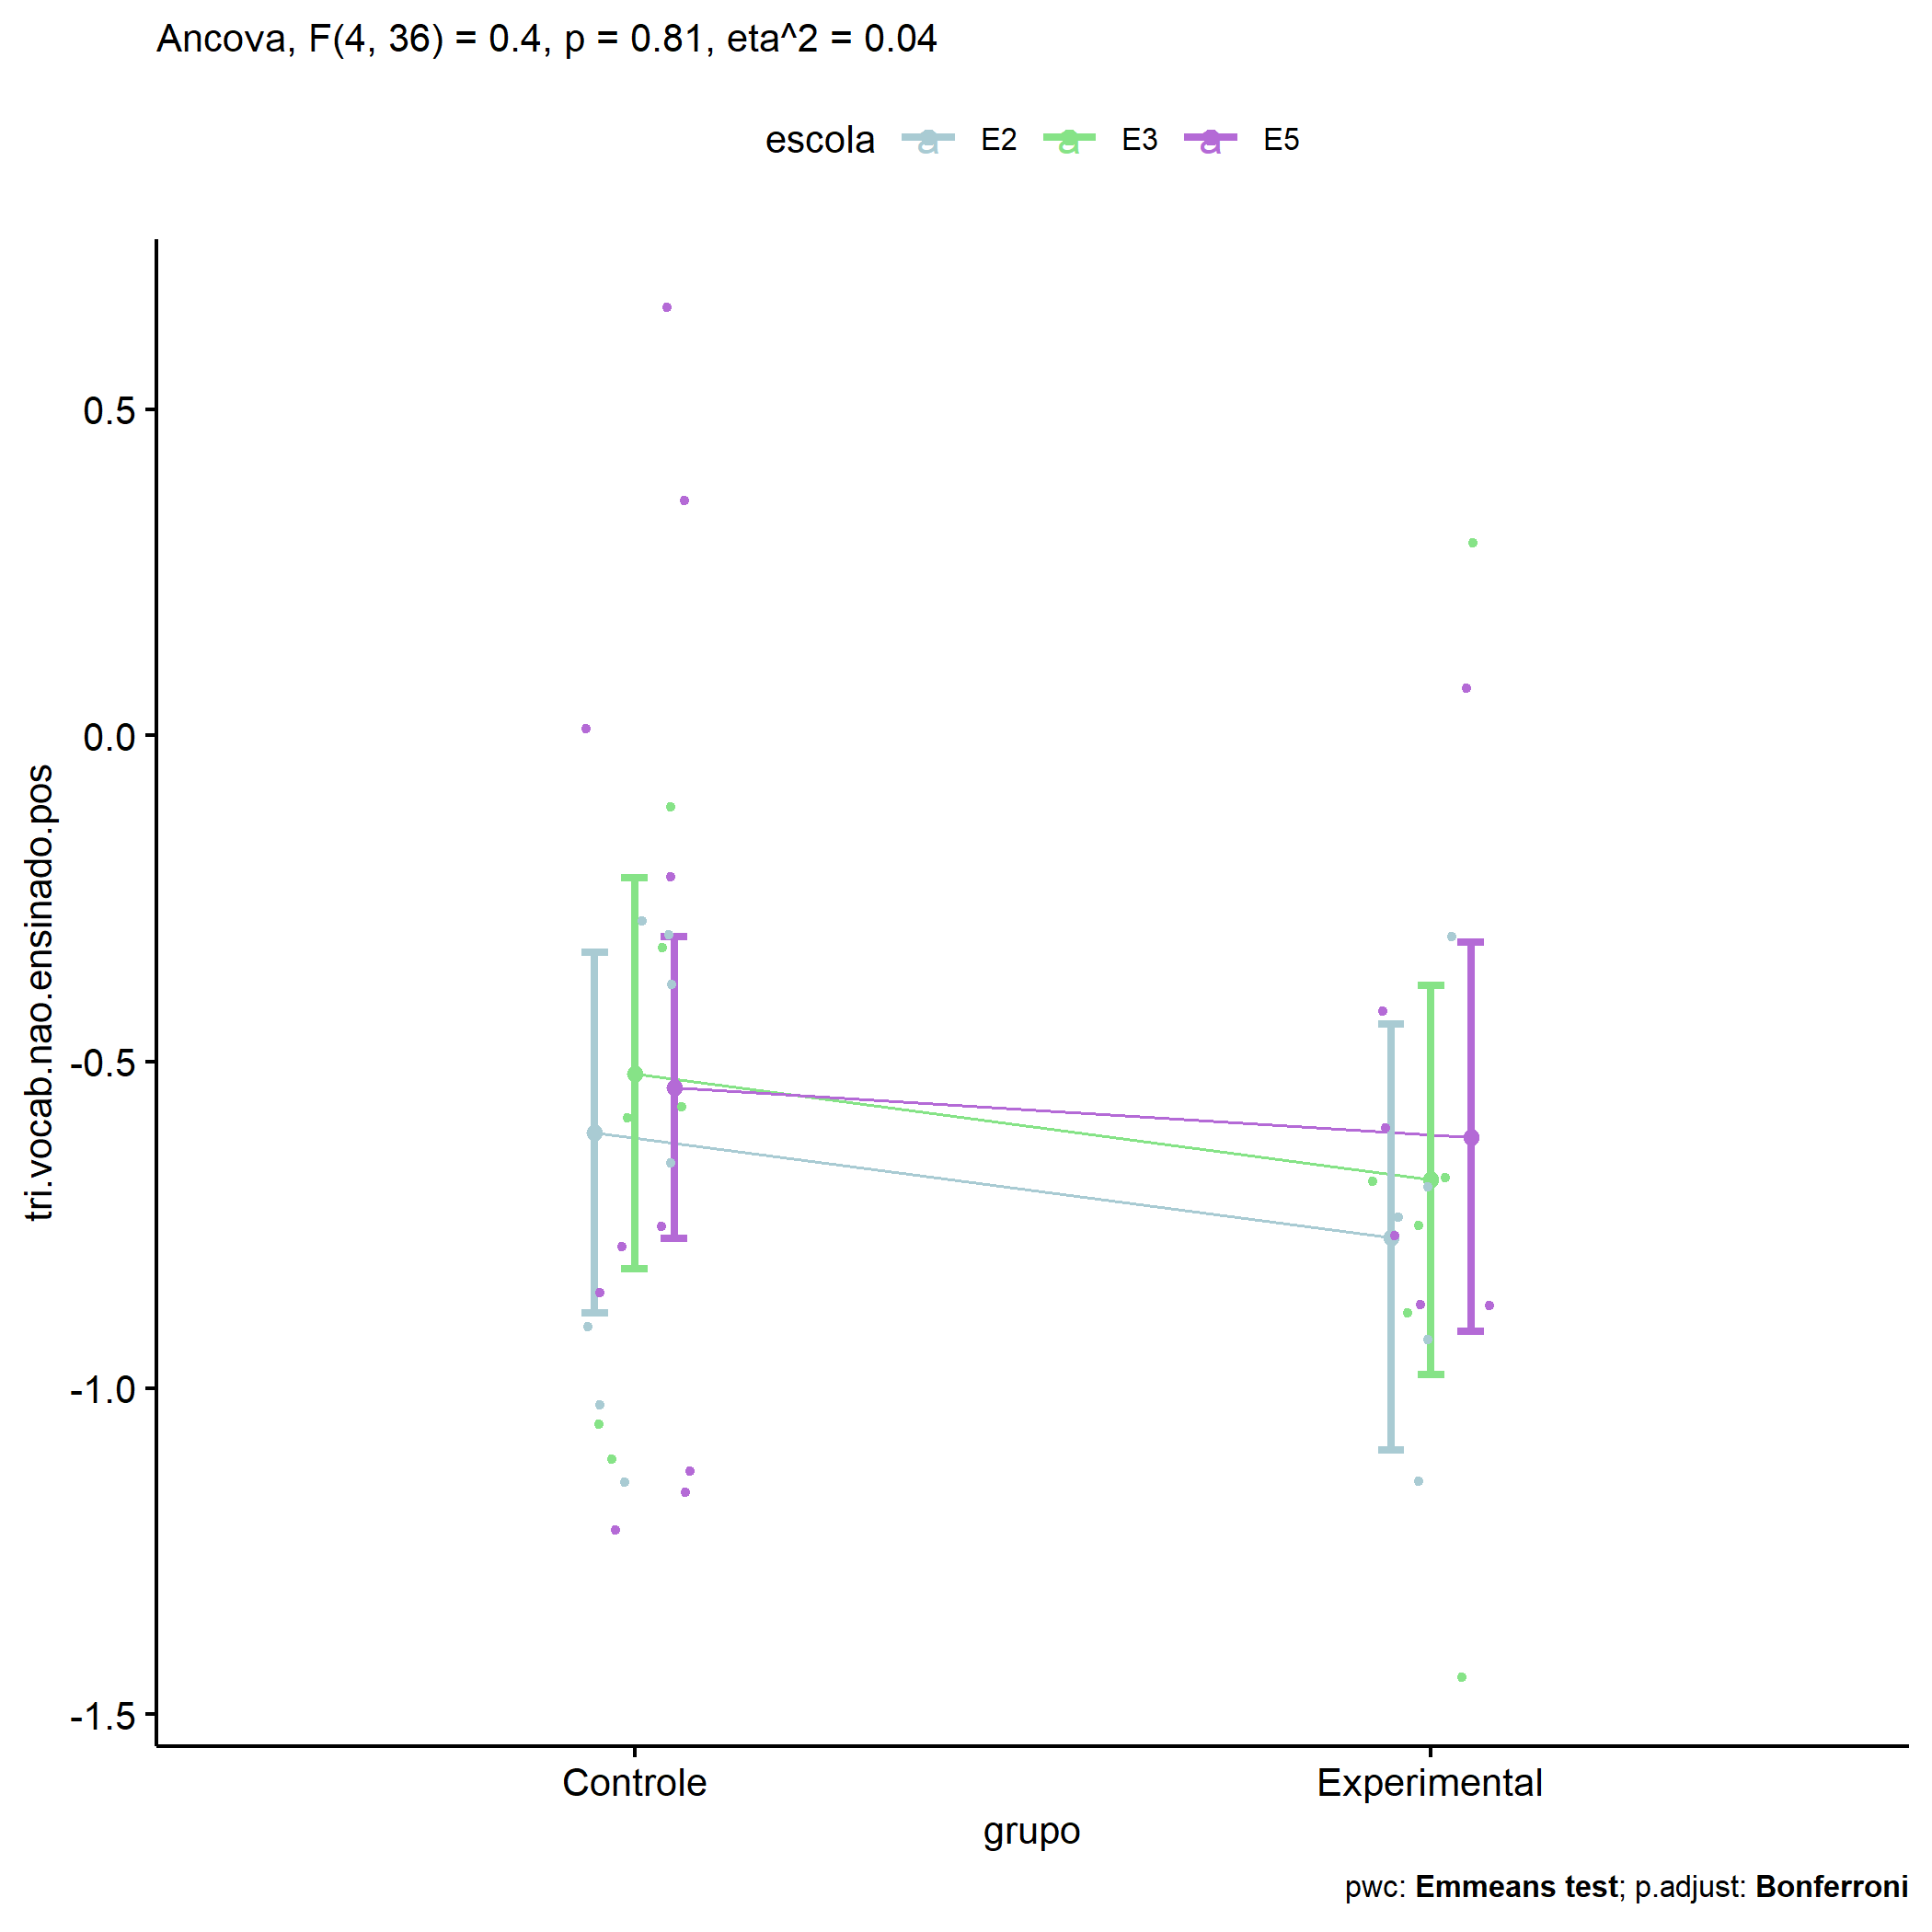 Ancova, F(4, 36) = 0.4, p = 0.81, eta^2 = 0.04
escola a E2 a E3 a E5
0.5
0.0
-0.5
-1.0
-1.5
tri.vocab.nao.ensinado.pos
Controle Experimental
grupo
pwc: Emmeans test; p.adjust: Bonferroni